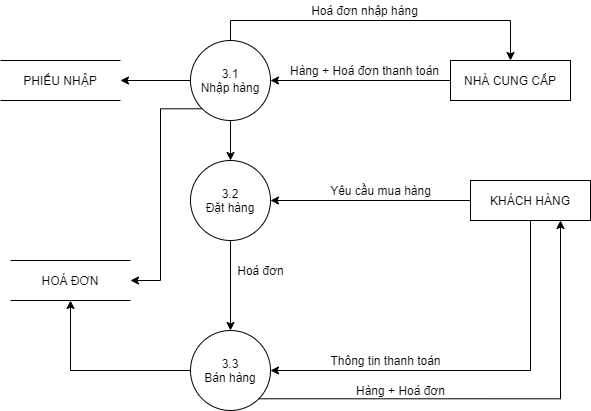 Hoá đơn nhập hàng
PHIẾU NHẬP
3.1
Nhập hàng
Hàng + Hoá đơn thanh toán
NHÀ CUNG CẤP
3.2
Đặt hàng
Yêu cầu mua hàng
KHÁCH HÀNG
Hoá đơn
HOÁ ĐƠN
3.3
Bán hàng
Thông tin thanh toán
Hàng + Hoá đơn